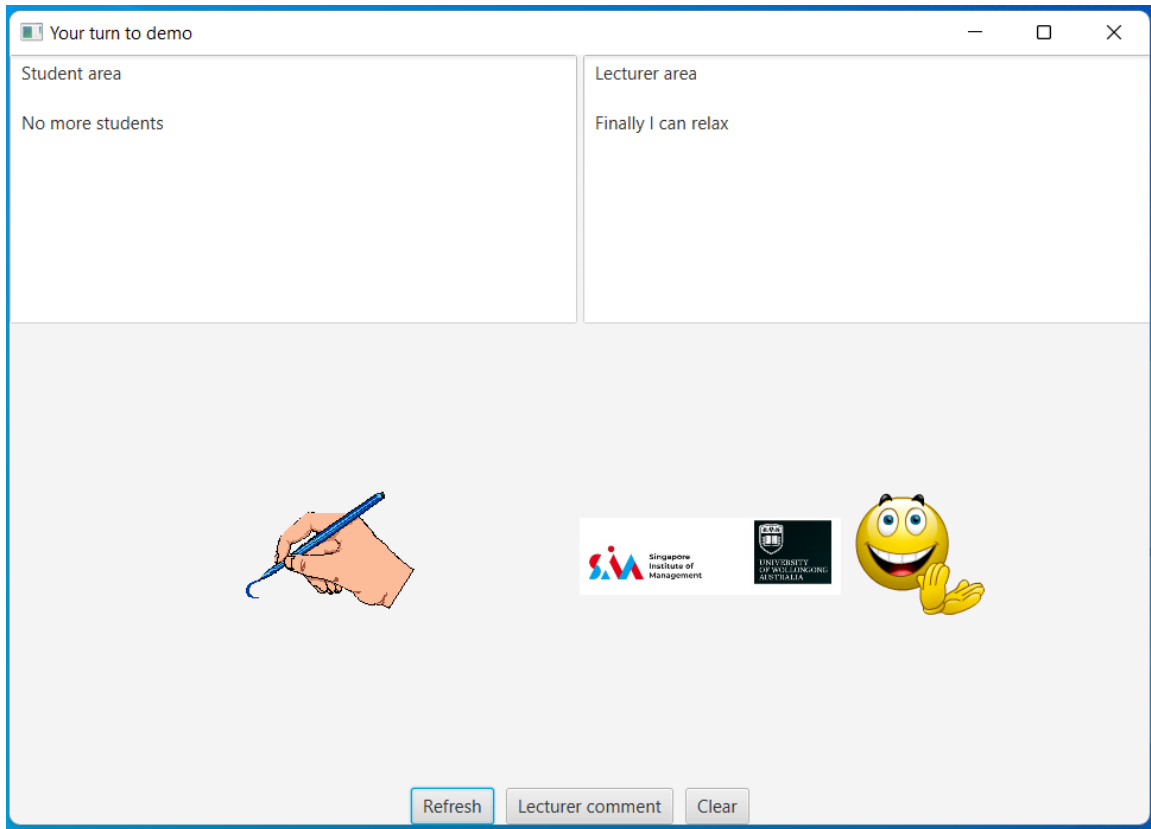 Your turn to demo
Student area
No more students
Lecturer area
Finally I can relax
Singapore
Institute of
Management
UNIVERSITY
OF WOLLONGONG
AUSTRALIA
Refresh
Lecturer comment
Clear